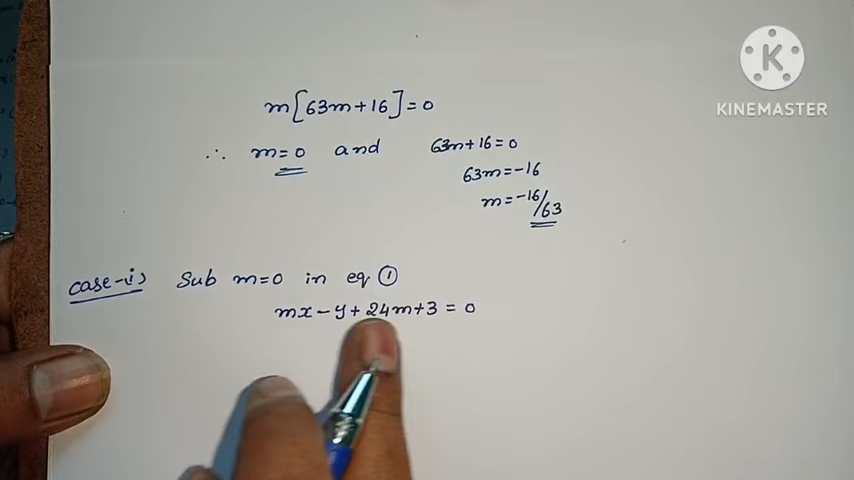 K
KINEMASTER
m[63m+16]=0
∴ m=0 and 63m+16=0
63m=-16
m=-16/63
case-i) Sub m=0 in eq ①
mx-y+24m+3=0